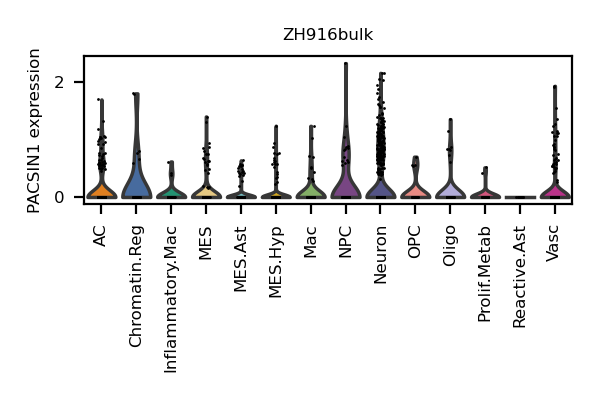 ZH916bulk
PACSIN1 expression
2
0
AC
Chromatin.Reg
Inflammatory.Mac
MES
MES.Ast
MES.Hyp
Mac
NPC
Neuron
OPC
Oligo
Prolif.Metab
Reactive.Ast
Vasc